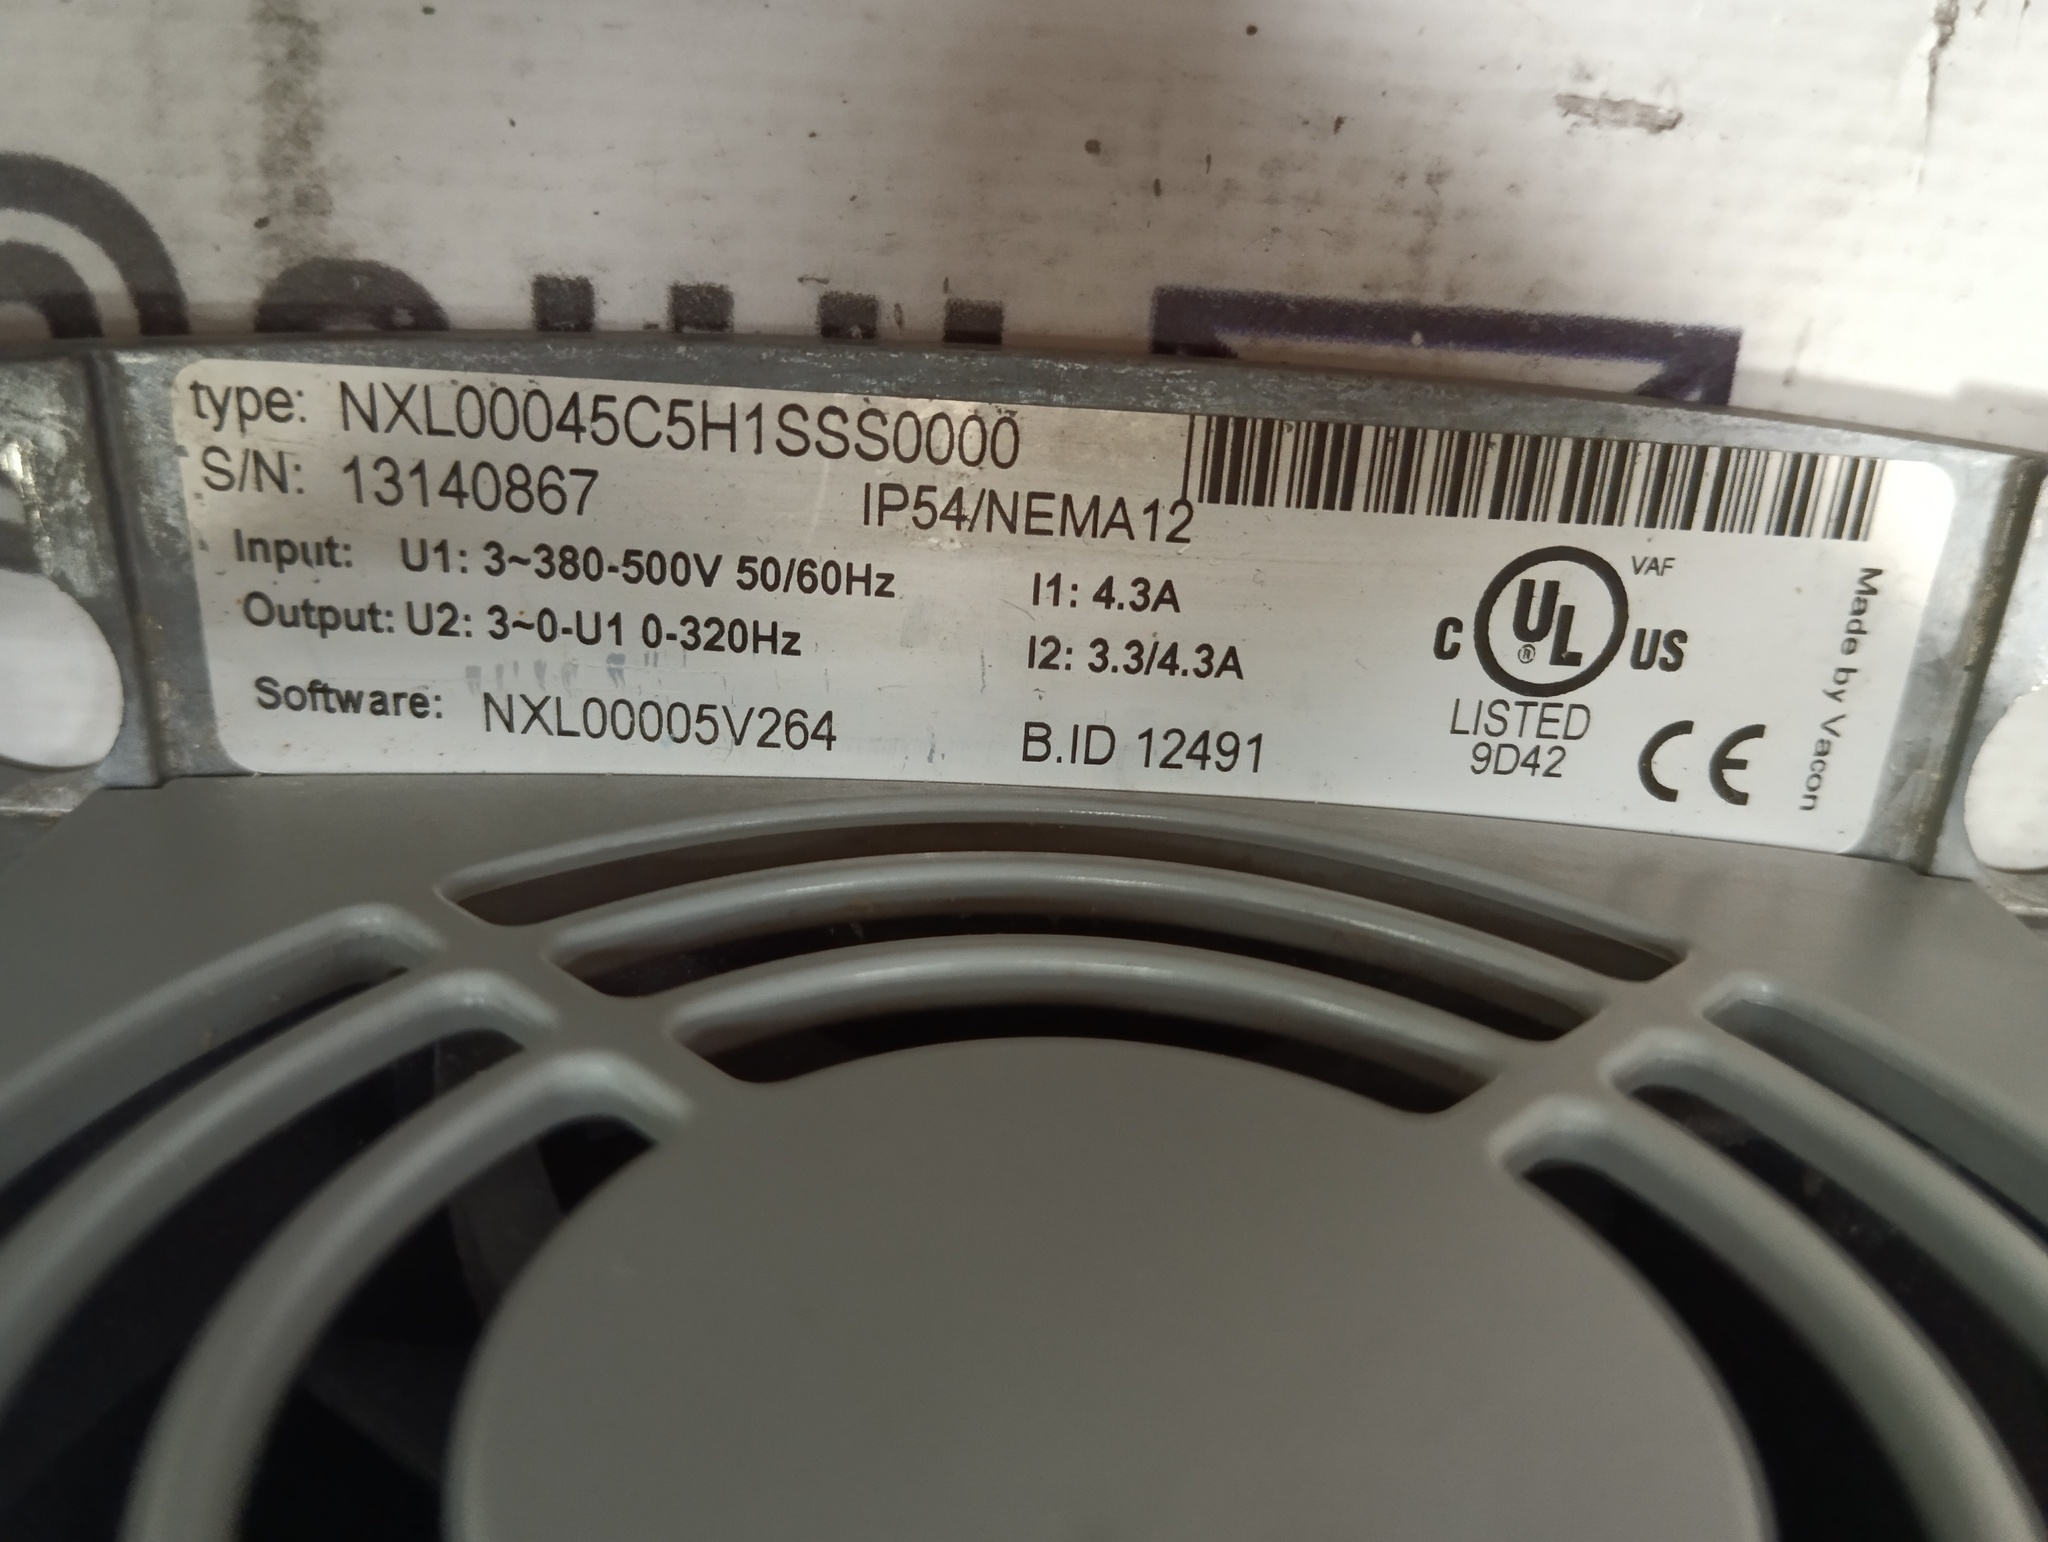 type: NXL00045C5H1SSS0000
S/N: 13140867 IP54/NEMA12
Input: U1: 3~380-500V 50/60Hz I1: 4.3A
Output: U2: 3~0-U1 0-320Hz I2: 3.3/4.3A
Software: NXL00005V264 B.ID 12491
VAF
C UL ® US
LISTED
9D42
CE
Made by Vacon